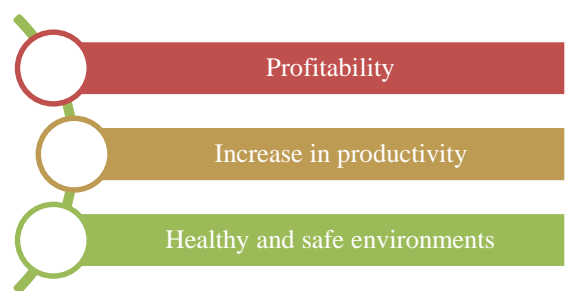 Profitability
Increase in productivity
Healthy and safe environments